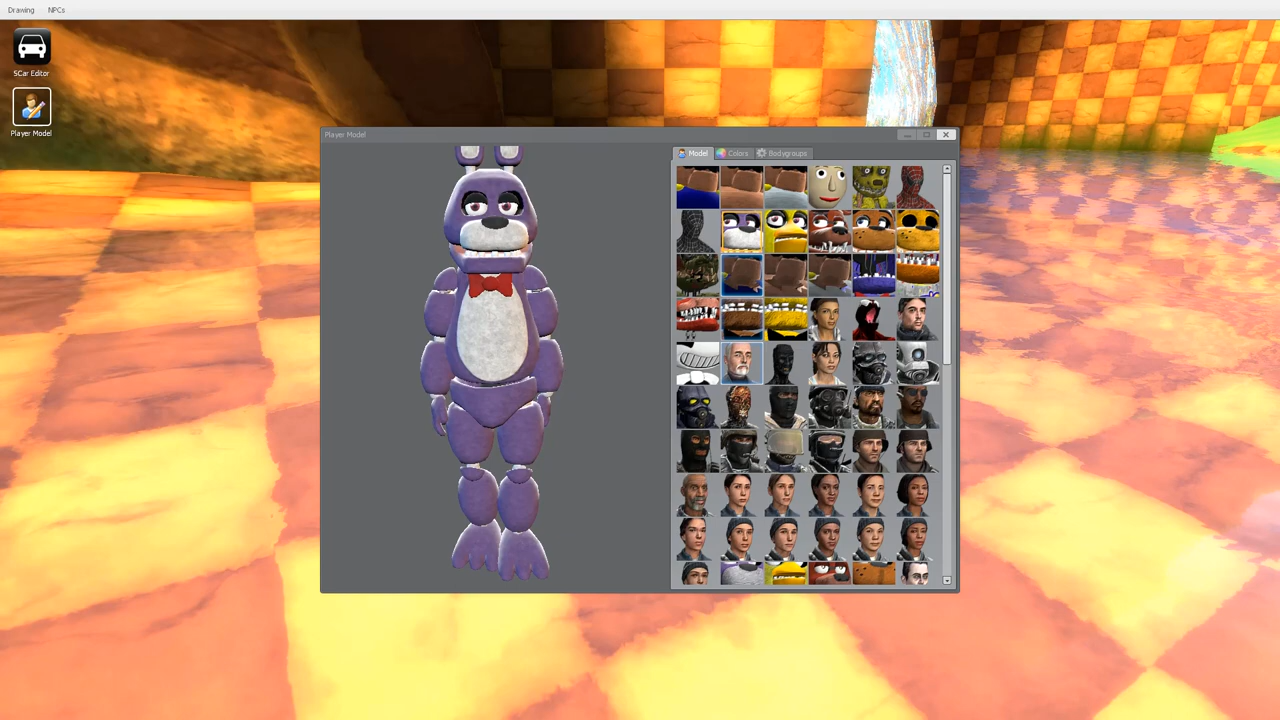 Drawing NPCs
SCar Editor
Player Model
Player Model
Model Colors Bodygroups